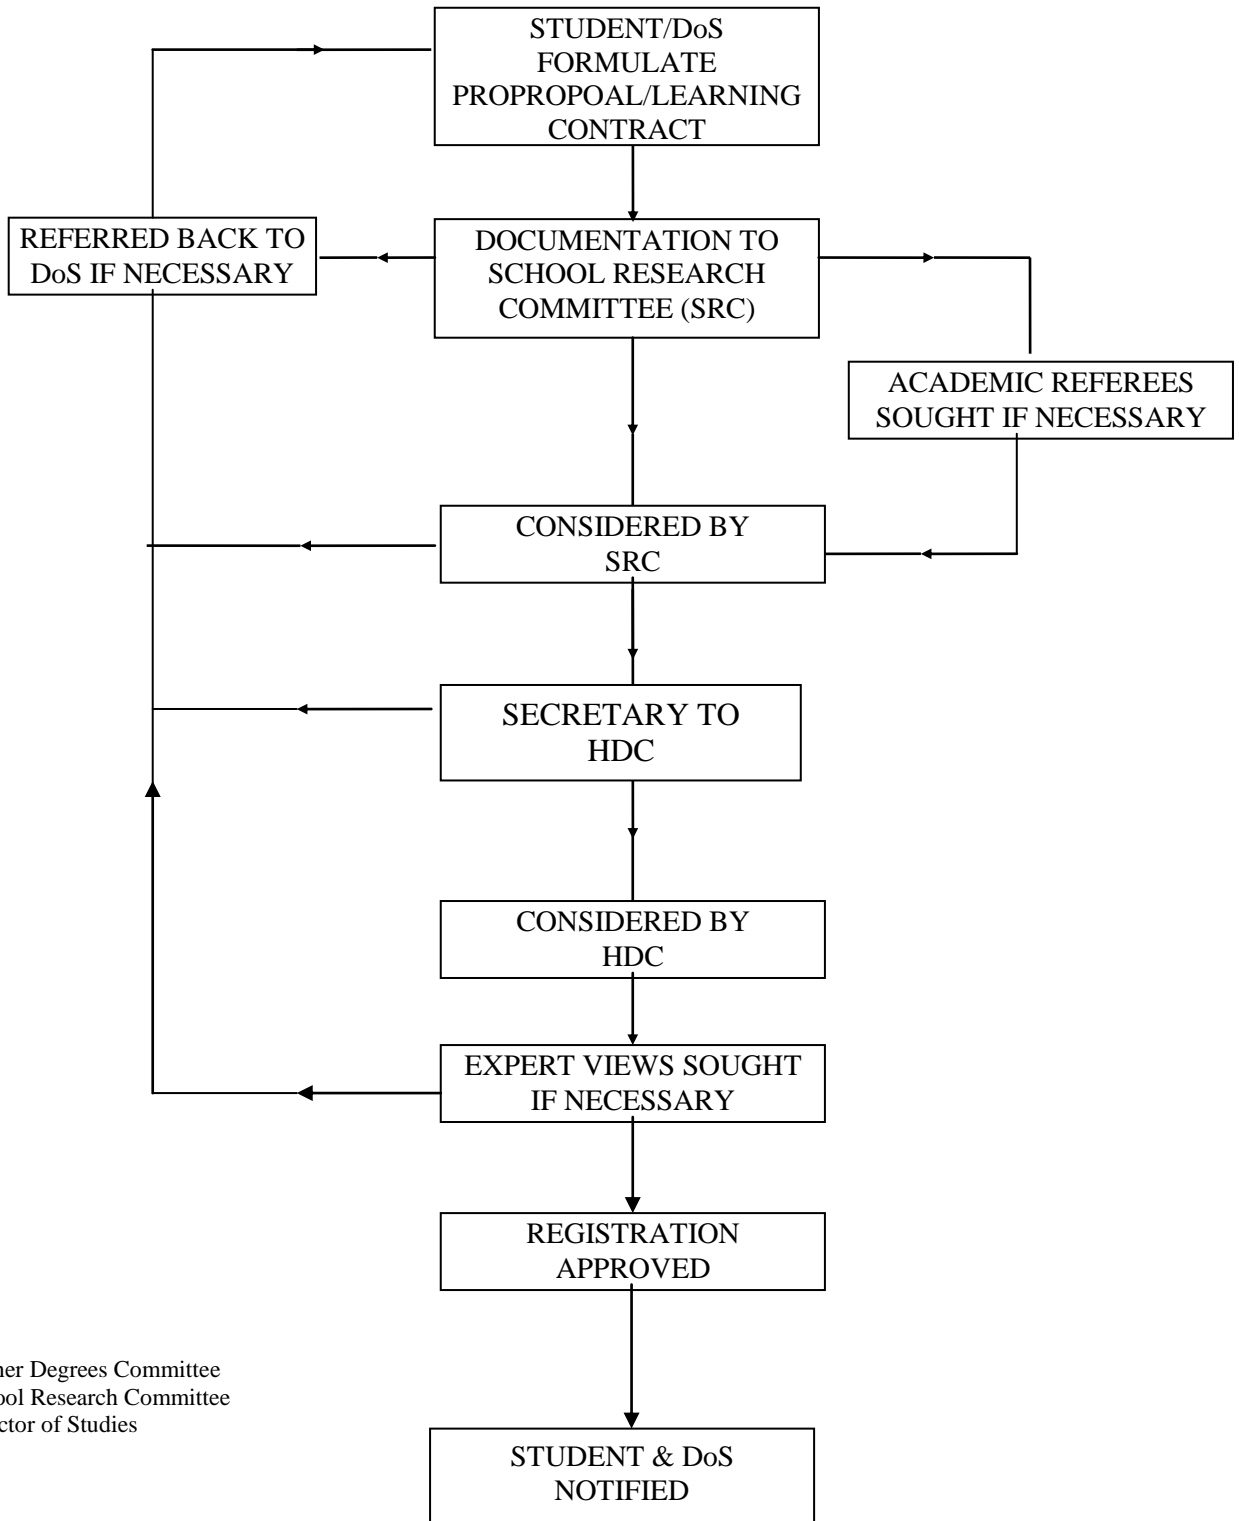 STUDENT/DoS
FORMULATE
PROPROPOAL/LEARNING
CONTRACT
REFERRED BACK TO
DoS IF NECESSARY
DOCUMENTATION TO
SCHOOL RESEARCH
COMMITTEE (SRC)
ACADEMIC REFEREES
SOUGHT IF NECESSARY
CONSIDERED BY
SRC
SECRETARY TO
HDC
CONSIDERED BY
HDC
EXPERT VIEWS SOUGHT
IF NECESSARY
REGISTRATION
APPROVED
her Degrees Committee
ool Research Committee
ctor of Studies
STUDENT & DoS
NOTIFIED